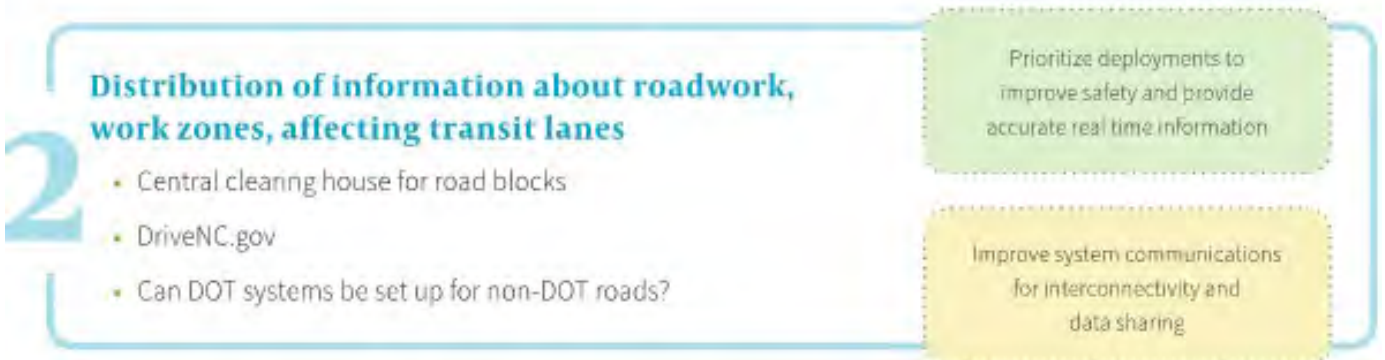 2
Distribution of information about roadwork,
work zones, affecting transit lanes
• Central clearing house for road blocks
• DriveNC.gov
• Can DOT systems be set up for non-DOT roads?
Prioritize deployments to
improve safety and provide
accurate real time information
Improve system communications
for interconnectivity and
data sharing